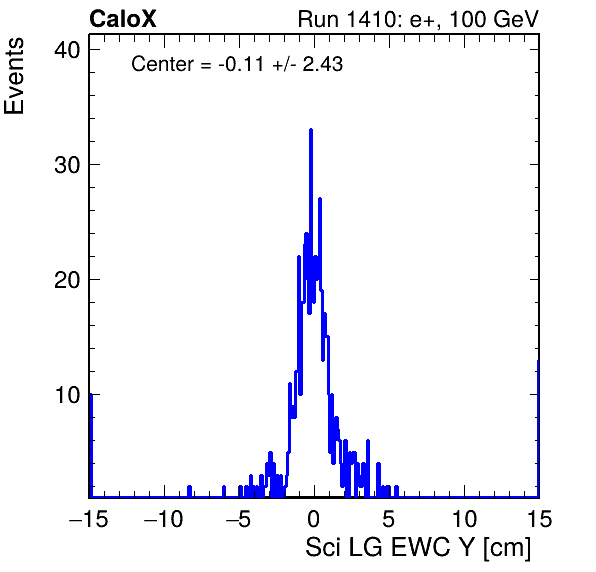 CaloX Run 1410: e+, 100 GeV
Center = -0.11 +/- 2.43
Events
40
30
20
10
−15 −10 −5 0 5 10 15
Sci LG EWC Y [cm]